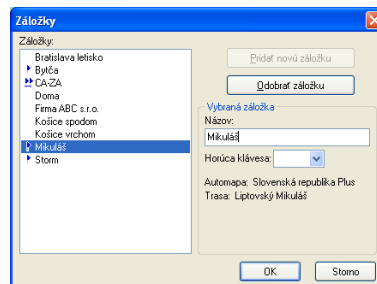 Záložky
Záložky:
Bratislava letisko
Bytča
CA-ZA
Doma
Firma ABC s.r.o.
Košice spodom
Košice vrchom
Mikuláš
Storm
Pridať novú záložku
Odobrať záložku
Vybraná záložka
Názov:
Mikuláš
Horúca klávesa:
Automapa: Slovenská republika Plus
Trasa: Liptovský Mikuláš
OK
Storno